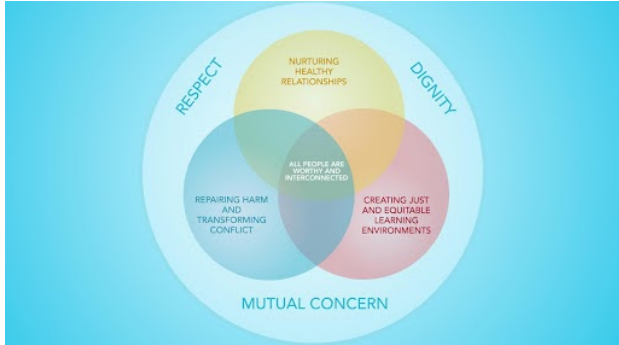 RESPECT
DIGNITY
NURTURING
HEALTHY
RELATIONSHIPS
ALL PEOPLE ARE
WORTHY AND
INTERCONNECTED
REPAIRING HARM
AND
TRANSFORMING
CONFLICT
CREATING JUST
AND EQUITABLE
LEARNING
ENVIRONMENTS
MUTUAL CONCERN